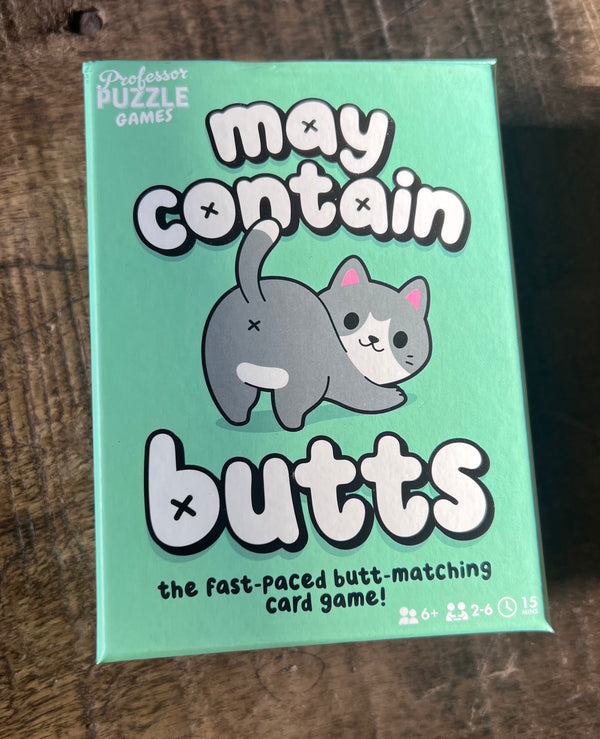 Professor
PUZZLE
GAMES
may
contain
butts
the fast-paced butt-matching
card game!
6+ 2-6 15
MINS